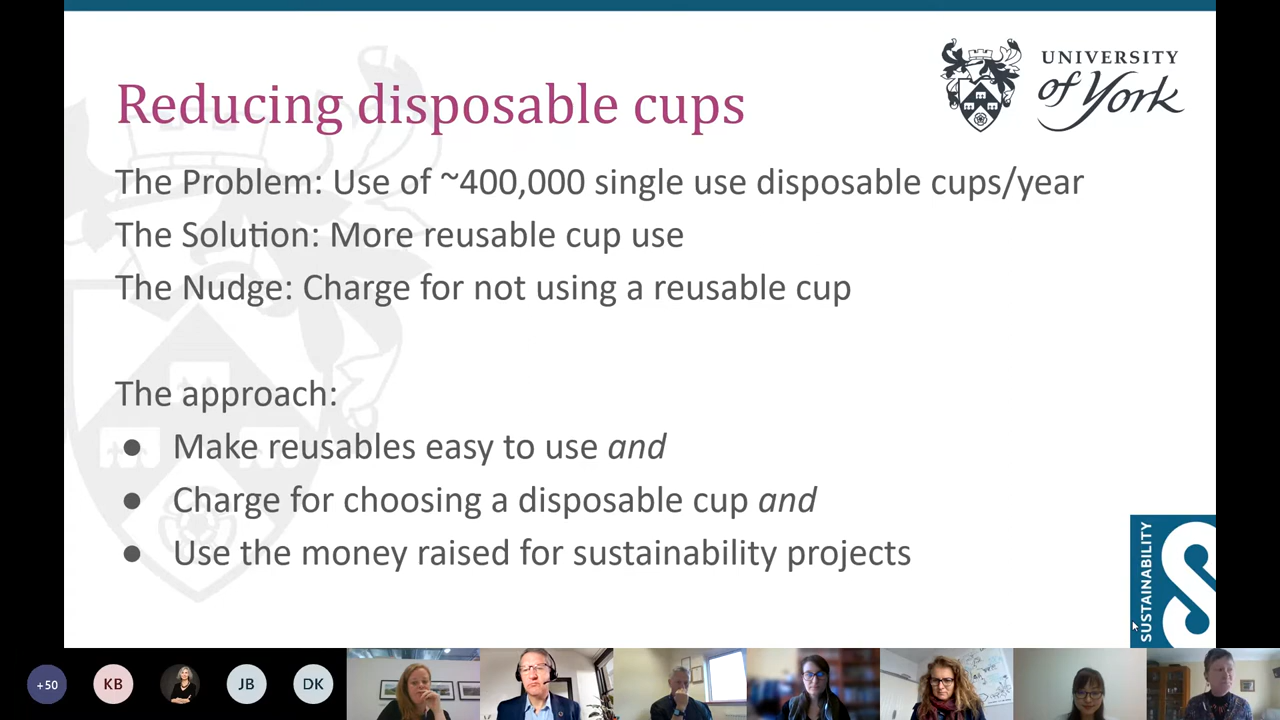 UNIVERSITY
of York
Reducing disposable cups
The Problem: Use of ~400,000 single use disposable cups/year
The Solution: More reusable cup use
The Nudge: Charge for not using a reusable cup
The approach:
● Make reusables easy to use and
● Charge for choosing a disposable cup and
● Use the money raised for sustainability projects
SUSTAINABILITY
+50
KB
JB
DK